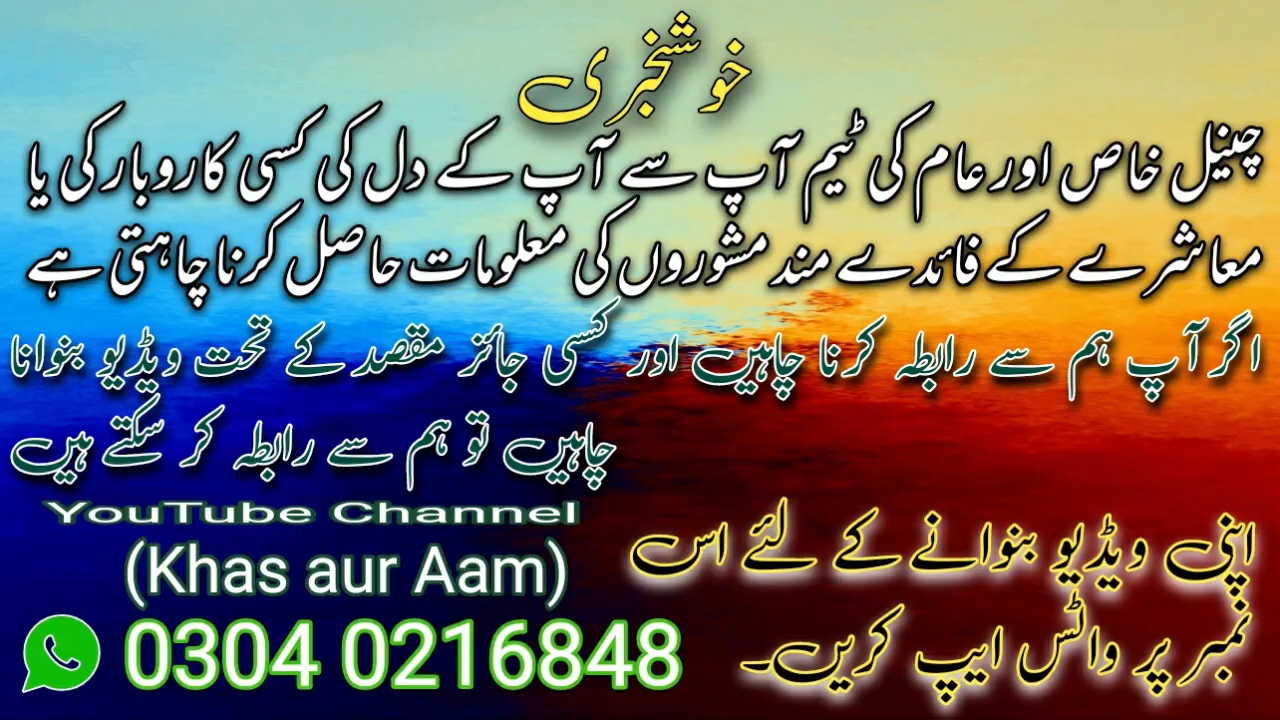 خوشخبری
چینل خاص اور عام کی ٹیم آپ سے آپ کے دل کی کسی کاروبار کی یا
معاشرے کے فائدے مند مشوروں کی معلومات حاصل کرنا چاہتی ہے
اگر آپ ہم سے رابطہ کرنا چاہیں اور کسی جائز مقصد کے تحت ویڈیو بنوانا
چاہیں تو ہم سے رابطہ کر سکتے ہیں
YouTube Channel
(Khas aur Aam)
اپنی ویڈیو بنوانے کے لئے اس
نمبر پر واٹس ایپ کریں۔
0304 0216848